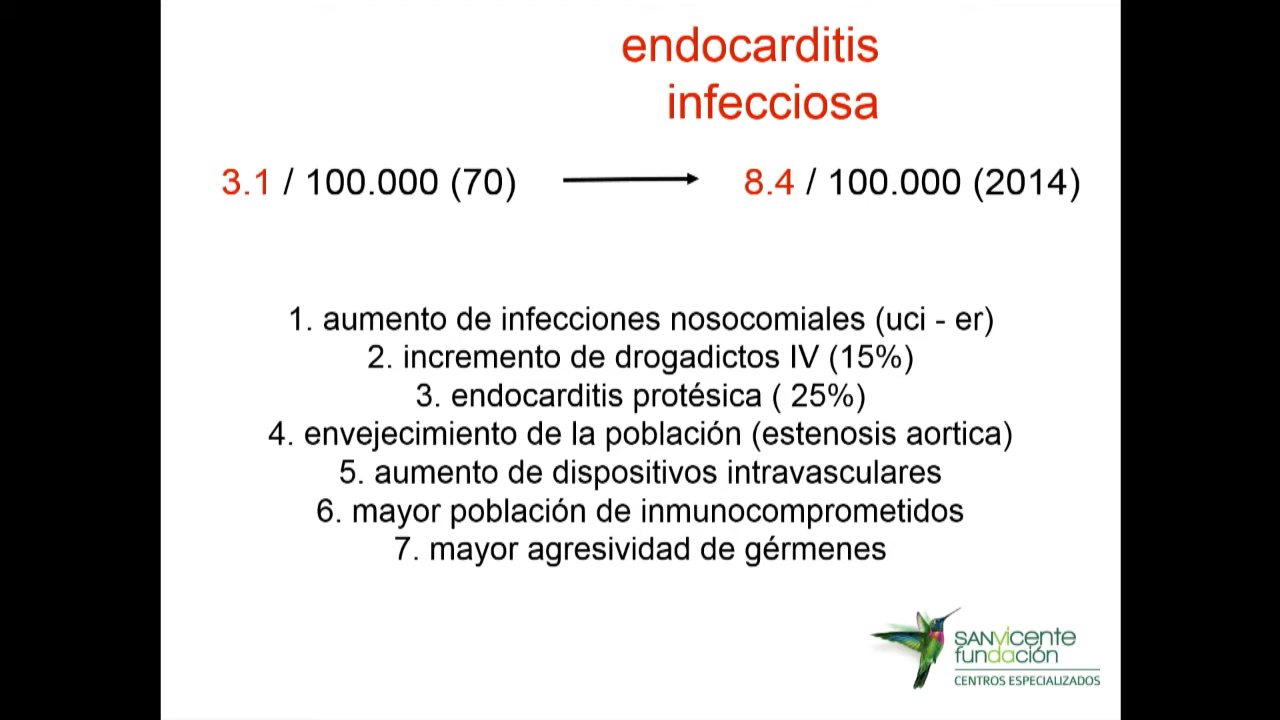 endocarditis
infecciosa
3.1 / 100.000 (70) 8.4 / 100.000 (2014)
1. aumento de infecciones nosocomiales (uci - er)
2. incremento de drogadictos IV (15%)
3. endocarditis protésica ( 25%)
4. envejecimiento de la población (estenosis aortica)
5. aumento de dispositivos intravasculares
6. mayor población de inmunocomprometidos
7. mayor agresividad de gérmenes
SANVICENTE
fUNDACIÓN
CENTROS ESPECIALIZADOS